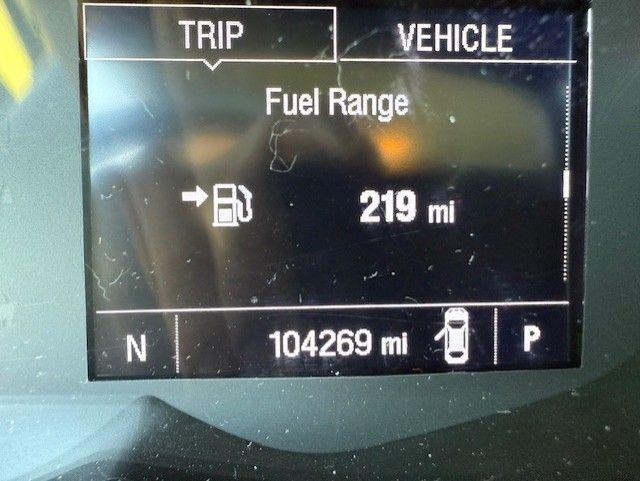 TRIP VEHICLE
Fuel Range
219 mi
N 104269 mi P